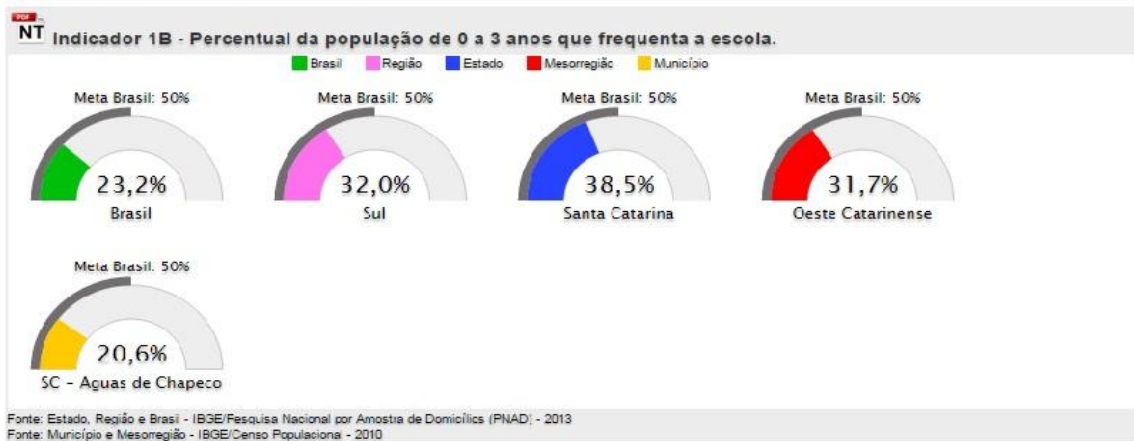 PDF
NT Indicador 1B - Percentual da população de 0 a 3 anos que frequenta a escola.
Brasil Região Estado Mesorregião Município
Meta Brasil: 50% Meta Brasil: 50% Meta Brasil: 50% Meta Brasil: 50%
23,2% 32,0% 38,5% 31,7%
Brasil Sul Santa Catarina Oeste Catarinense
Meta Brasil: 50%
20,6%
SC - Aguas de Chapeco
Fonte: Estado, Região e Brasil - IBGE/Pesquisa Nacional por Amostra de Domicílios (PNAD) - 2013
Fonte: Município e Mesorregião - IBGE/Censo Populacional - 2010